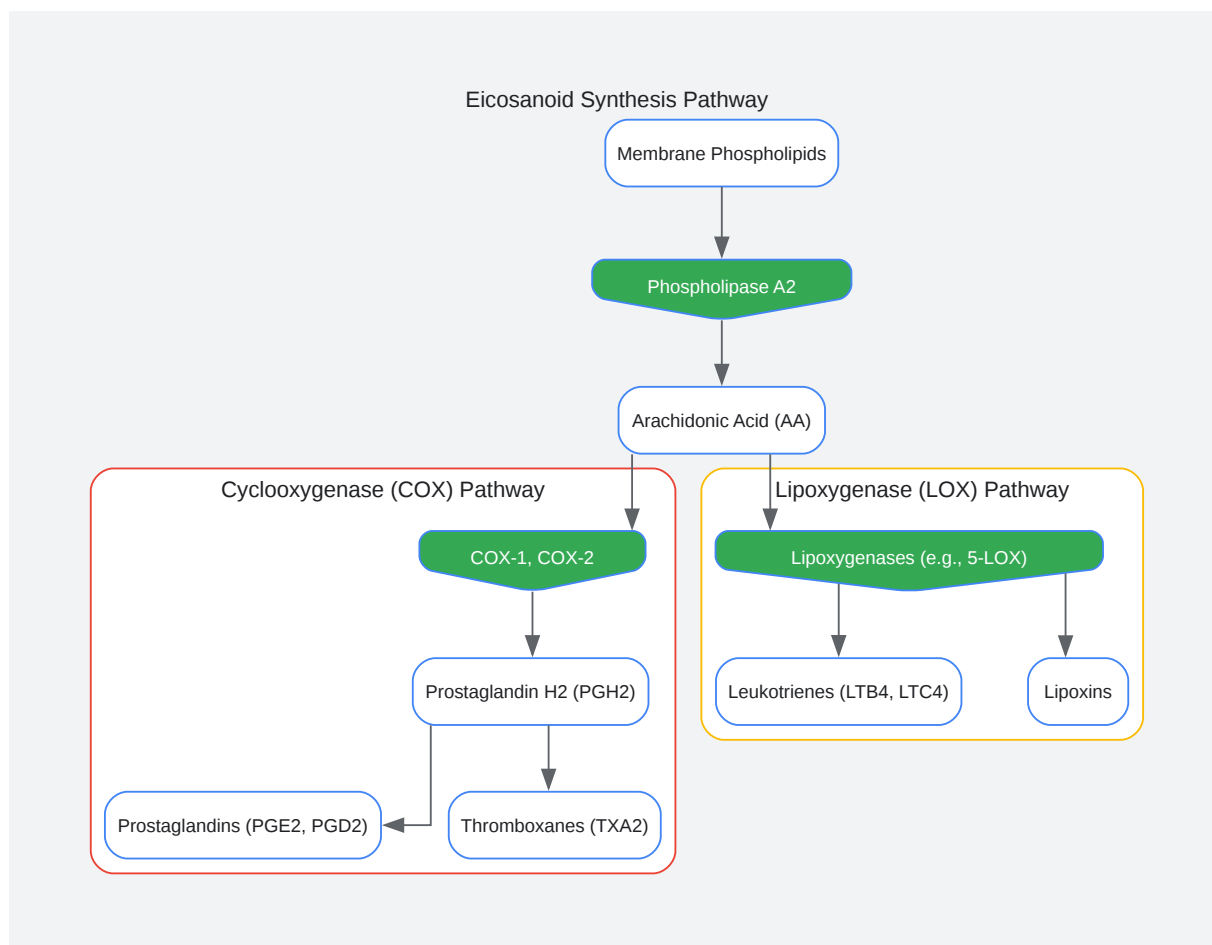 Eicosanoid Synthesis Pathway
Membrane Phospholipids
Phospholipase A2
Arachidonic Acid (AA)
Cyclooxygenase (COX) Pathway
COX-1, COX-2
Prostaglandin H2 (PGH2)
Prostaglandins (PGE2, PGD2)
Thromboxanes (TXA2)
Lipoxygenase (LOX) Pathway
Lipoxygenases (e.g., 5-LOX)
Leukotrienes (LTB4, LTC4)
Lipoxins